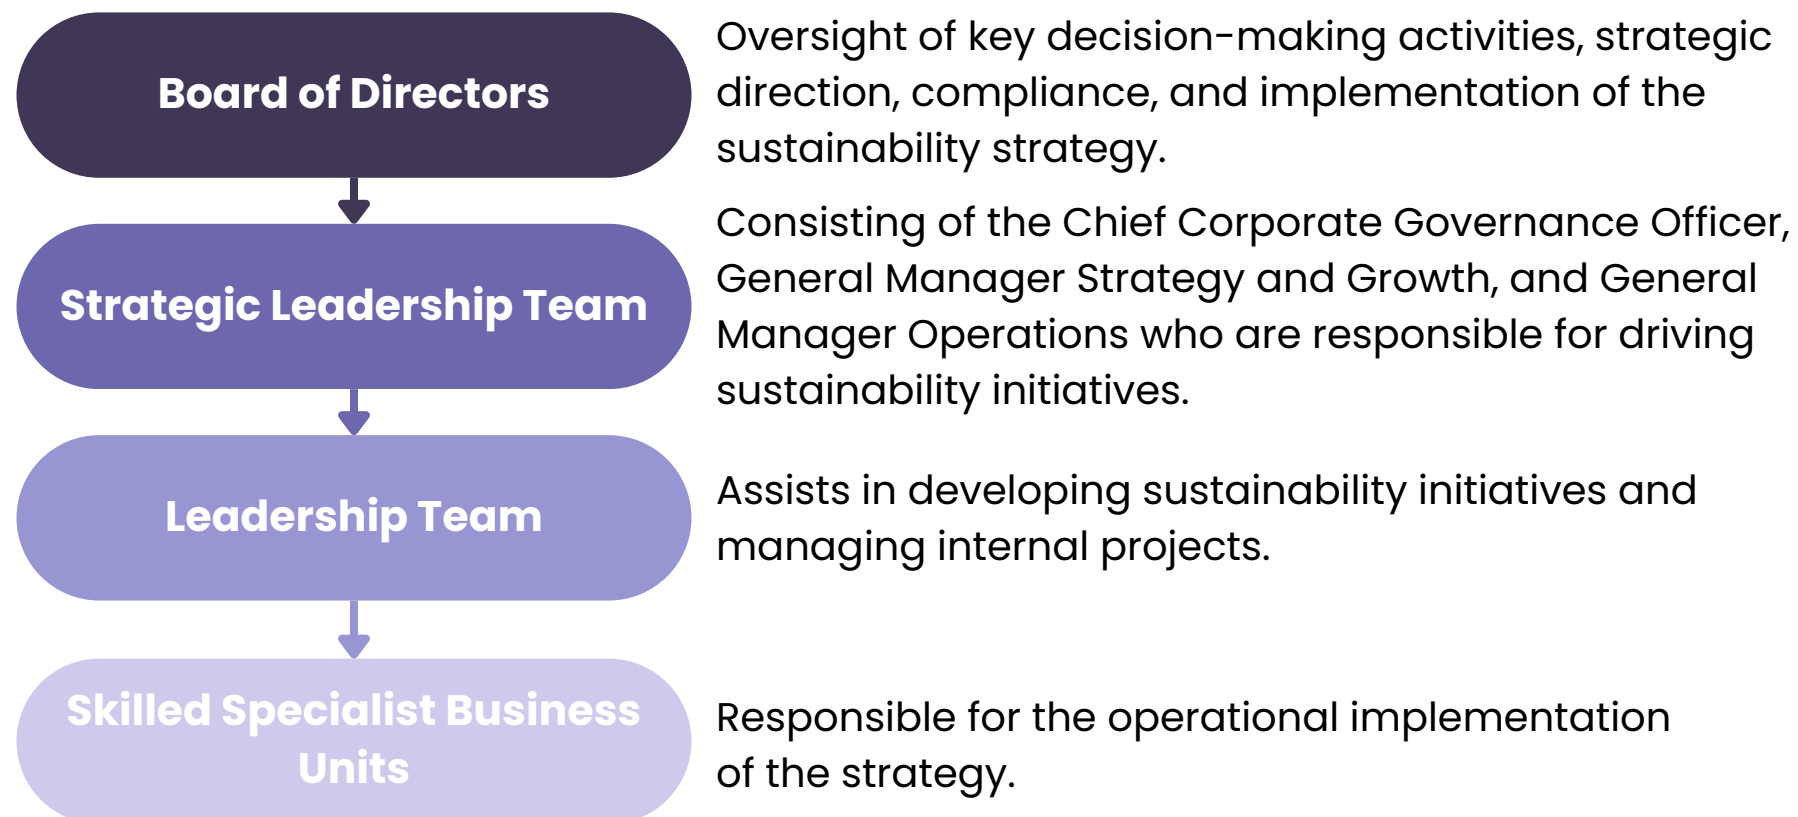 Board of Directors
Oversight of key decision-making activities, strategic
direction, compliance, and implementation of the
sustainability strategy.
Strategic Leadership Team
Consisting of the Chief Corporate Governance Officer,
General Manager Strategy and Growth, and General
Manager Operations who are responsible for driving
sustainability initiatives.
Leadership Team
Assists in developing sustainability initiatives and
managing internal projects.
Skilled Specialist Business
Units
Responsible for the operational implementation
of the strategy.